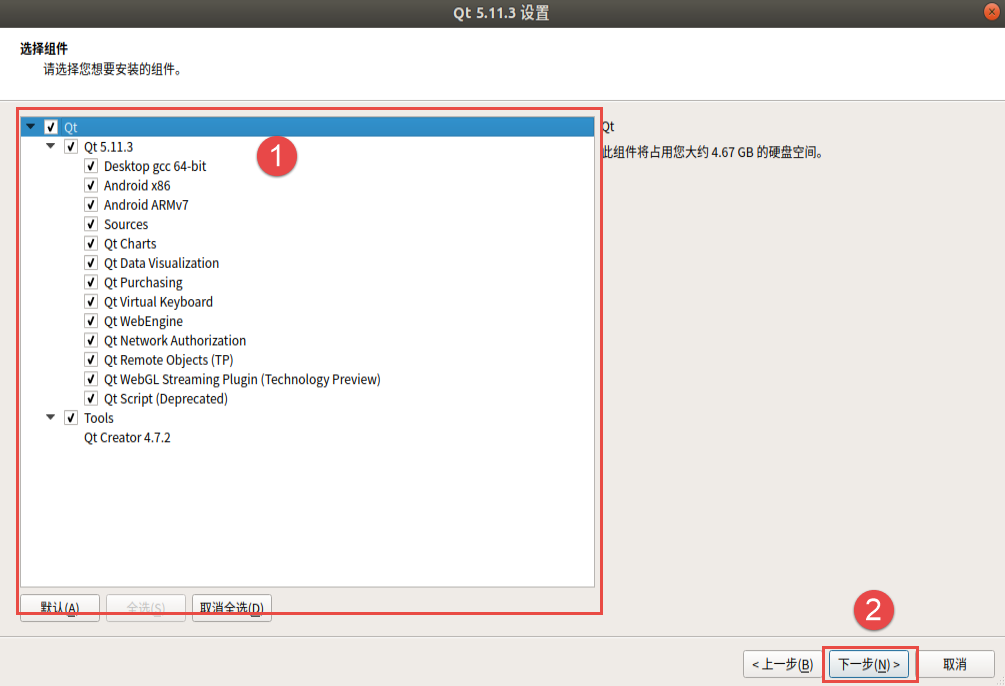 Qt 5.11.3 设置
选择组件
请选择您想要安装的组件。
Qt
Qt 5.11.3
Desktop gcc 64-bit
Android x86
Android ARMv7
Sources
Qt Charts
Qt Data Visualization
Qt Purchasing
Qt Virtual Keyboard
Qt WebEngine
Qt Network Authorization
Qt Remote Objects (TP)
Qt WebGL Streaming Plugin (Technology Preview)
Qt Script (Deprecated)
Tools
Qt Creator 4.7.2
1
Qt
此组件将占用您大约 4.67 GB 的硬盘空间。
默认(A) 全选(S) 取消全选(D)
2
< 上一步(B) 下一步(N) > 取消